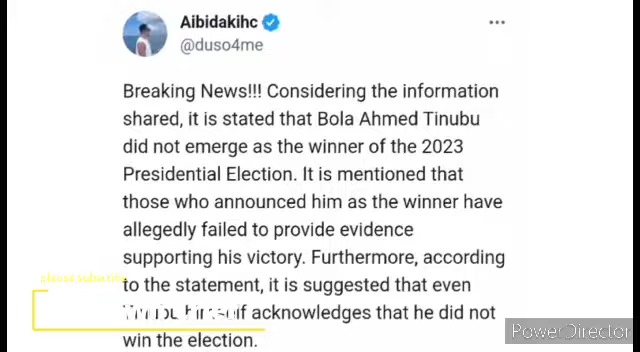 Aibidakihc
@duso4me
Breaking News!!! Considering the information
shared, it is stated that Bola Ahmed Tinubu
did not emerge as the winner of the 2023
Presidential Election. It is mentioned that
those who announced him as the winner have
allegedly failed to provide evidence
supporting his victory. Furthermore, according
please subscribe
to the statement, it is suggested that even
himself acknowledges that he did not
PowerDirector
win the election.